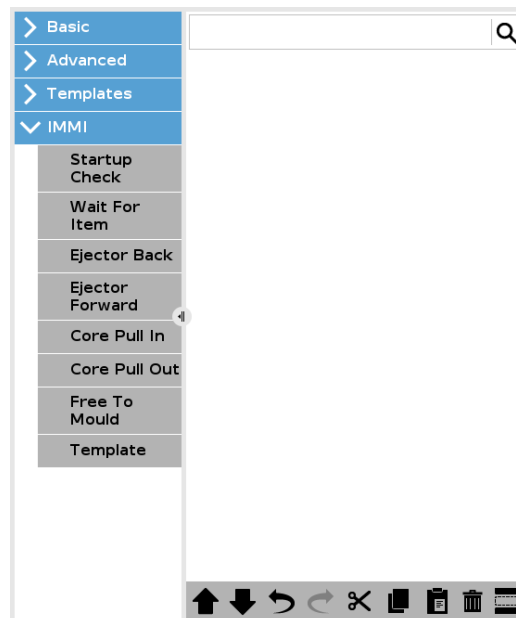 Basic
Advanced
Templates
IMMI
Startup
Check
Wait For
Item
Ejector Back
Ejector
Forward
Core Pull In
Core Pull Out
Free To
Mould
Template